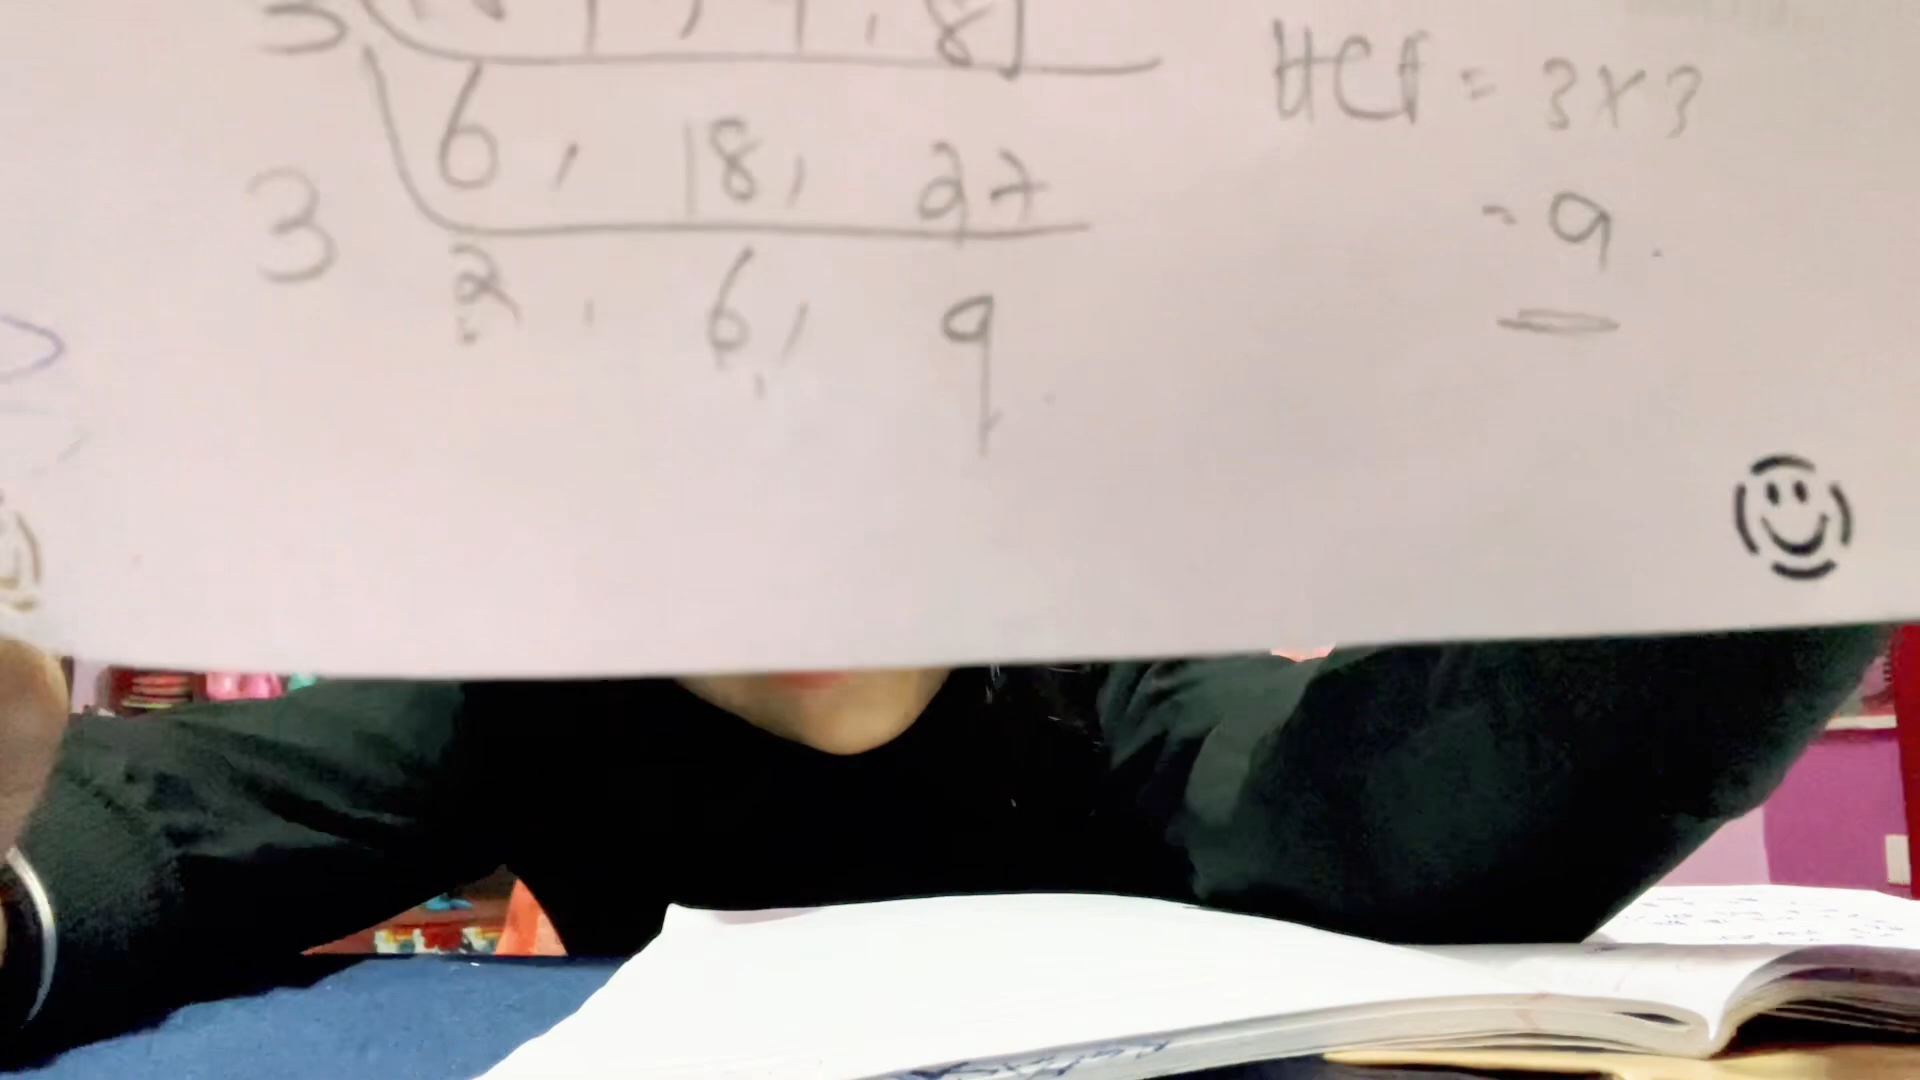 6, 18, 27
HCF = 3 x 3
3
= 9.
2, 6, 9